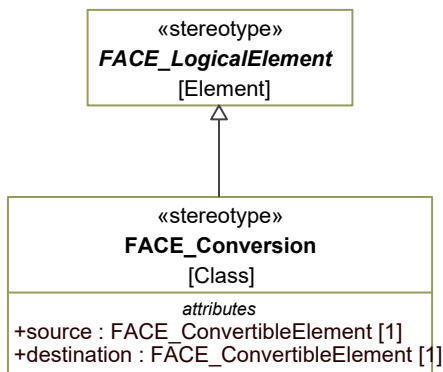 «stereotype»
FACE_LogicalElement
[Element]
«stereotype»
FACE_Conversion
[Class]
attributes
+source : FACE_ConvertibleElement [1]
+destination : FACE_ConvertibleElement [1]